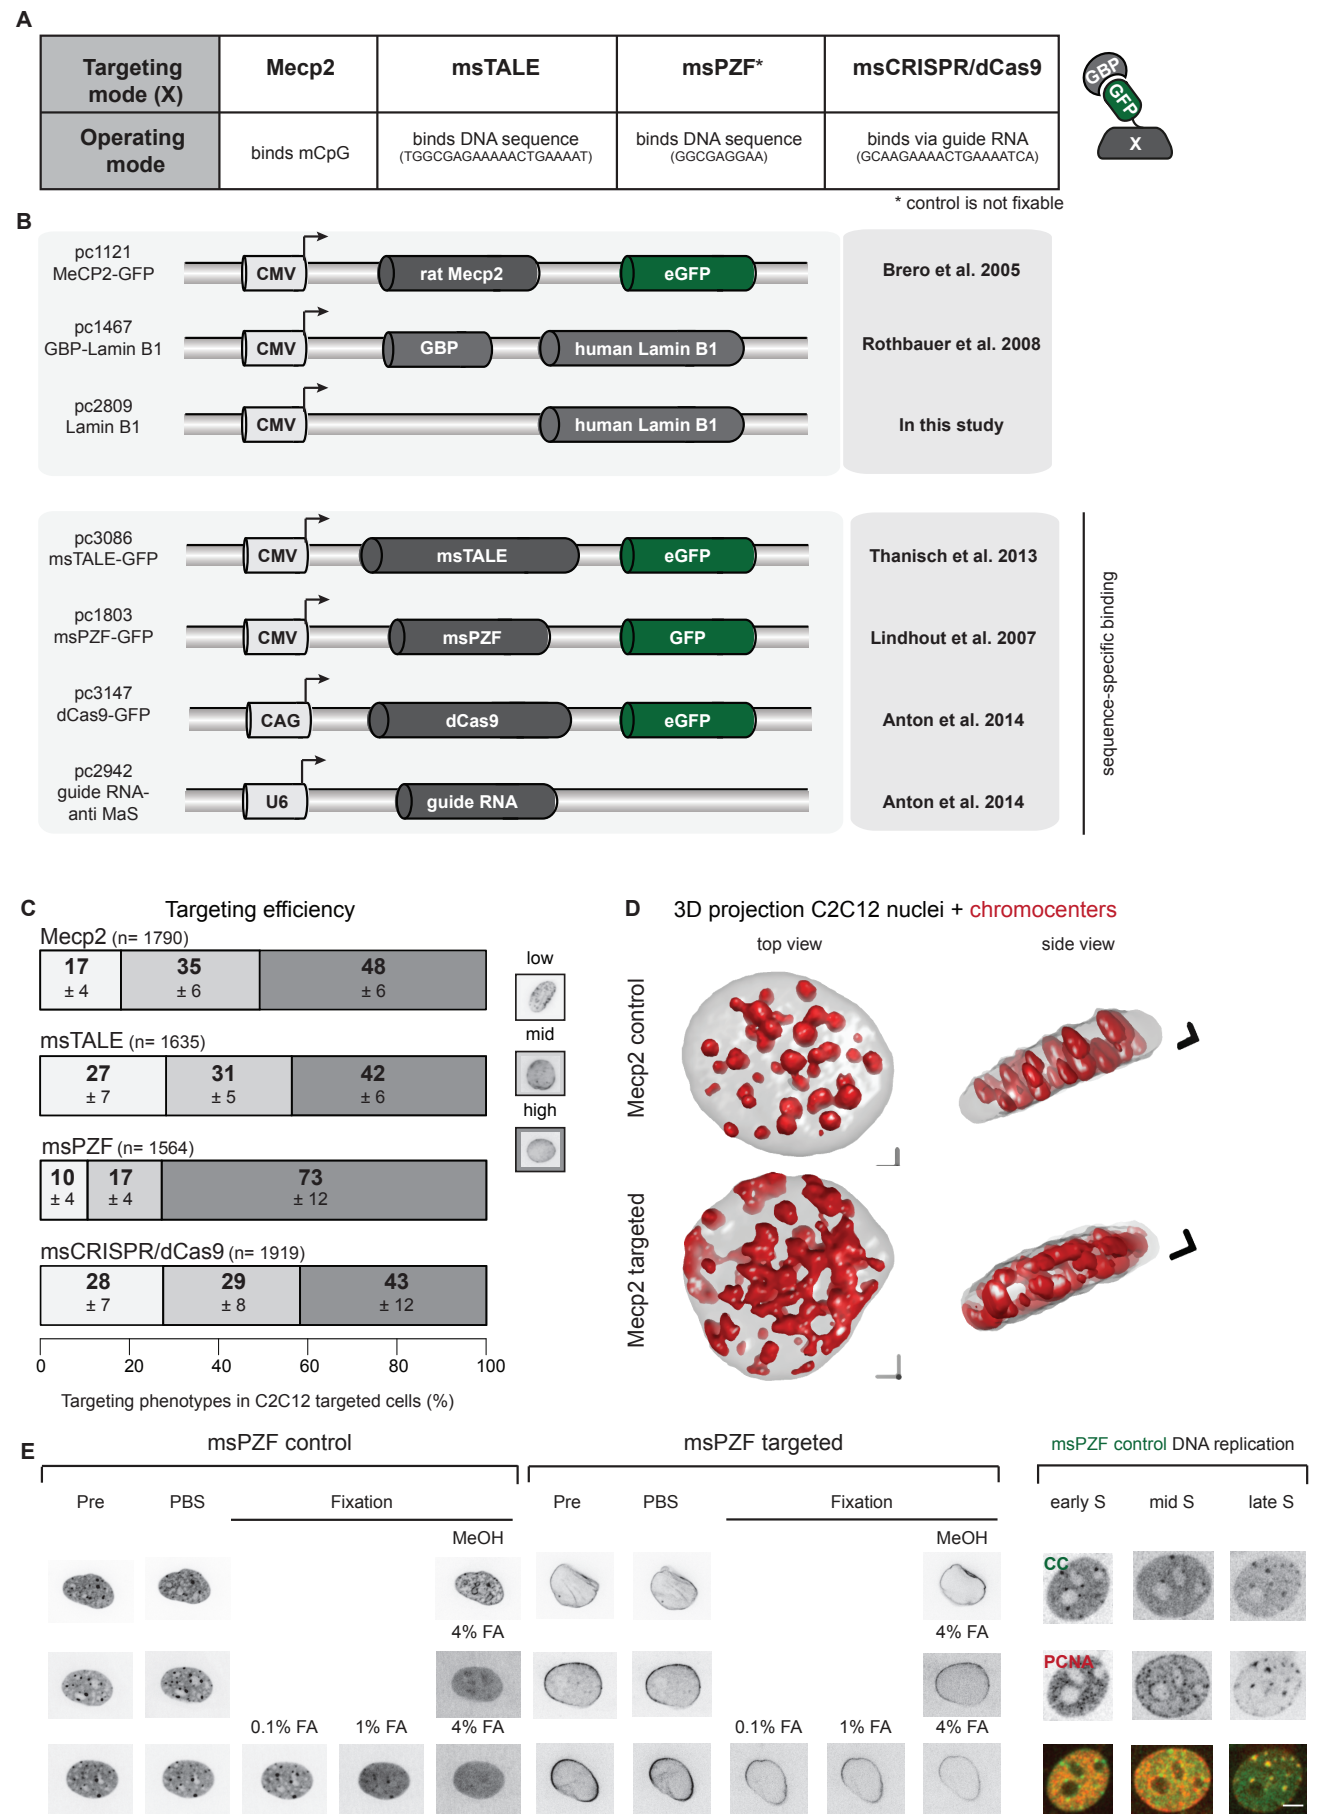 A
Targeting mode (X)
Mecp2
msTALE
msPZF*
msCRISPR/dCas9
Operating mode
binds mCpG
binds DNA sequence
(TGGCGAGAAAAACTGAAAAT)
binds DNA sequence
(GGCGAGGAA)
binds via guide RNA
(GCAAGAAAACTGAAAATCA)
* control is not fixable
GBP
GFP
X
B
pc1121
MeCP2-GFP
CMV
rat Mecp2
eGFP
Brero et al. 2005
pc1467
GBP-Lamin B1
CMV
GBP
human Lamin B1
Rothbauer et al. 2008
pc2809
Lamin B1
CMV
human Lamin B1
In this study
pc3086
msTALE-GFP
CMV
msTALE
eGFP
Thanisch et al. 2013
pc1803
msPZF-GFP
CMV
msPZF
GFP
Lindhout et al. 2007
pc3147
dCas9-GFP
CAG
dCas9
eGFP
Anton et al. 2014
pc2942
guide RNA-
anti MaS
U6
guide RNA
Anton et al. 2014
sequence-specific binding
C
Targeting efficiency
Mecp2 (n= 1790)
17 35 48
± 4 ± 6 ± 6
msTALE (n= 1635)
27 31 42
± 7 ± 5 ± 6
msPZF (n= 1564)
10 17 73
± 4 ± 4 ± 12
msCRISPR/dCas9 (n= 1919)
28 29 43
± 7 ± 8 ± 12
0 20 40 60 80 100
Targeting phenotypes in C2C12 targeted cells (%)
low
mid
high
D
3D projection C2C12 nuclei + chromocenters
top view
side view
Mecp2 control
Mecp2 targeted
E
msPZF control
msPZF targeted
msPZF control DNA replication
Pre PBS Fixation
Pre PBS Fixation
early S mid S late S
MeOH MeOH
CC
4% FA 4% FA
PCNA
0.1% FA 1% FA 4% FA
0.1% FA 1% FA 4% FA